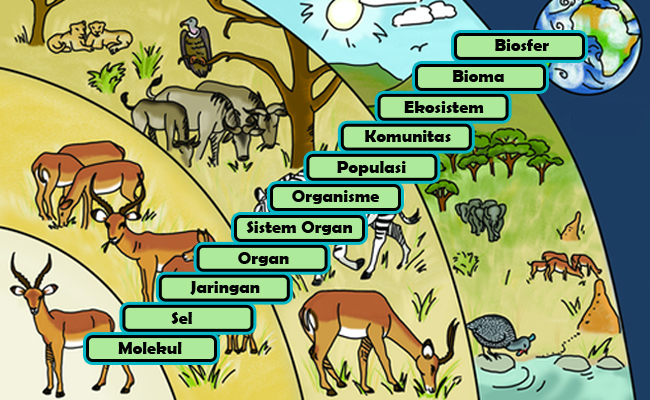 Biosfer
Bioma
Ekosistem
Komunitas
Populasi
Organisme
Sistem Organ
Organ
Jaringan
Sel
Molekul